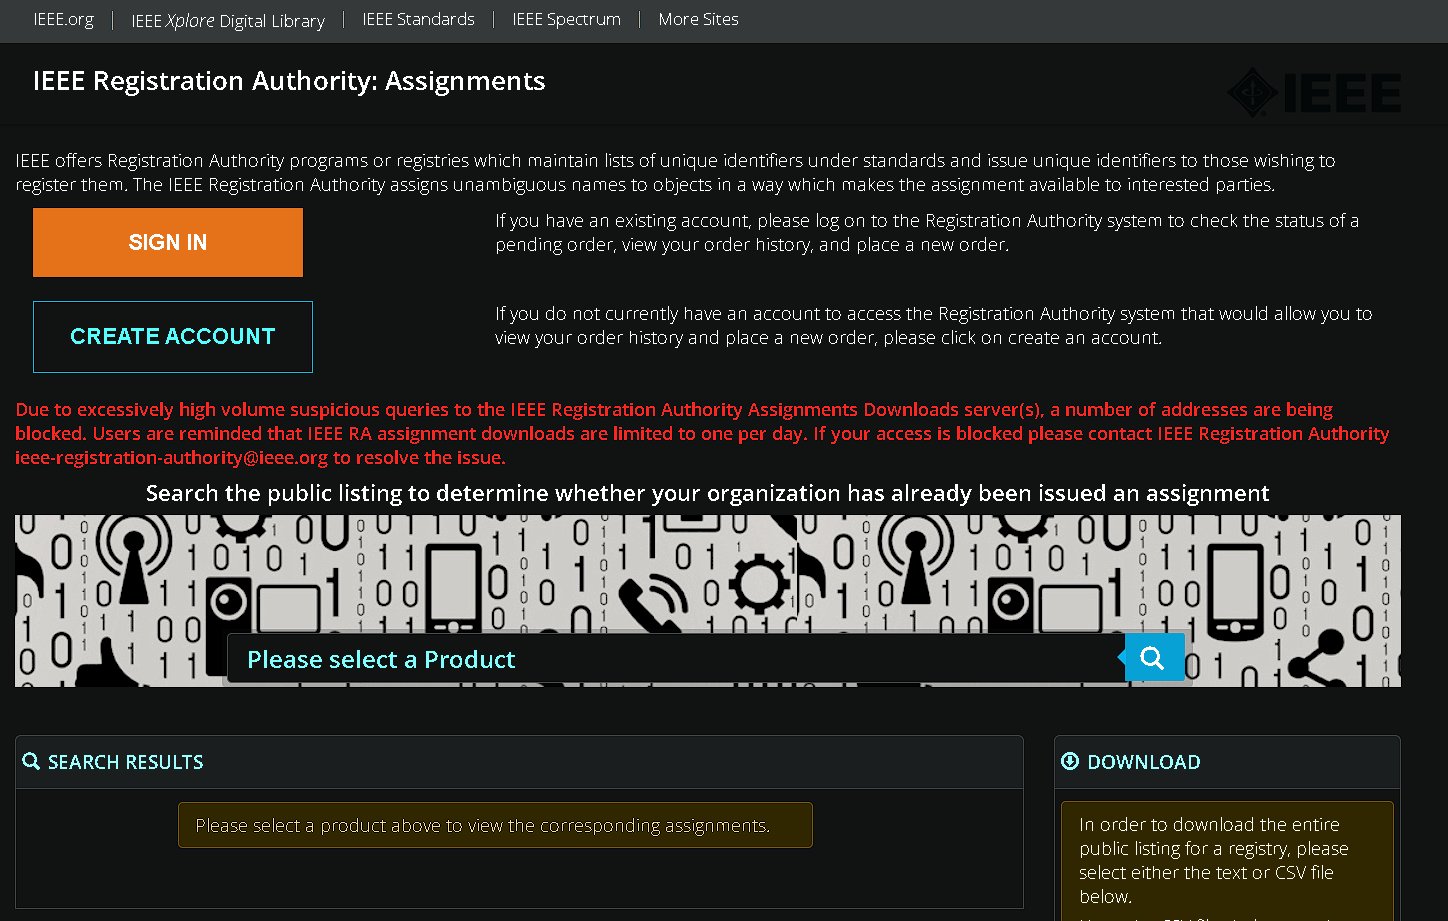 IEEE.org
IEEE Xplore Digital Library
IEEE Standards
IEEE Spectrum
More Sites
IEEE Registration Authority: Assignments
IEEE
IEEE offers Registration Authority programs or registries which maintain lists of unique identifiers under standards and issue unique identifiers to those wishing to
register them. The IEEE Registration Authority assigns unambiguous names to objects in a way which makes the assignment available to interested parties.
SIGN IN
If you have an existing account, please log on to the Registration Authority system to check the status of a
pending order, view your order history, and place a new order.
CREATE ACCOUNT
If you do not currently have an account to access the Registration Authority system that would allow you to
view your order history and place a new order, please click on create an account.
Due to excessively high volume suspicious queries to the IEEE Registration Authority Assignments Downloads server(s), a number of addresses are being
blocked. Users are reminded that IEEE RA assignment downloads are limited to one per day. If your access is blocked please contact IEEE Registration Authority
ieee-registration-authority@ieee.org to resolve the issue.
Search the public listing to determine whether your organization has already been issued an assignment
Please select a Product
SEARCH RESULTS
Please select a product above to view the corresponding assignments.
DOWNLOAD
In order to download the entire
public listing for a registry, please
select either the text or CSV file
below.